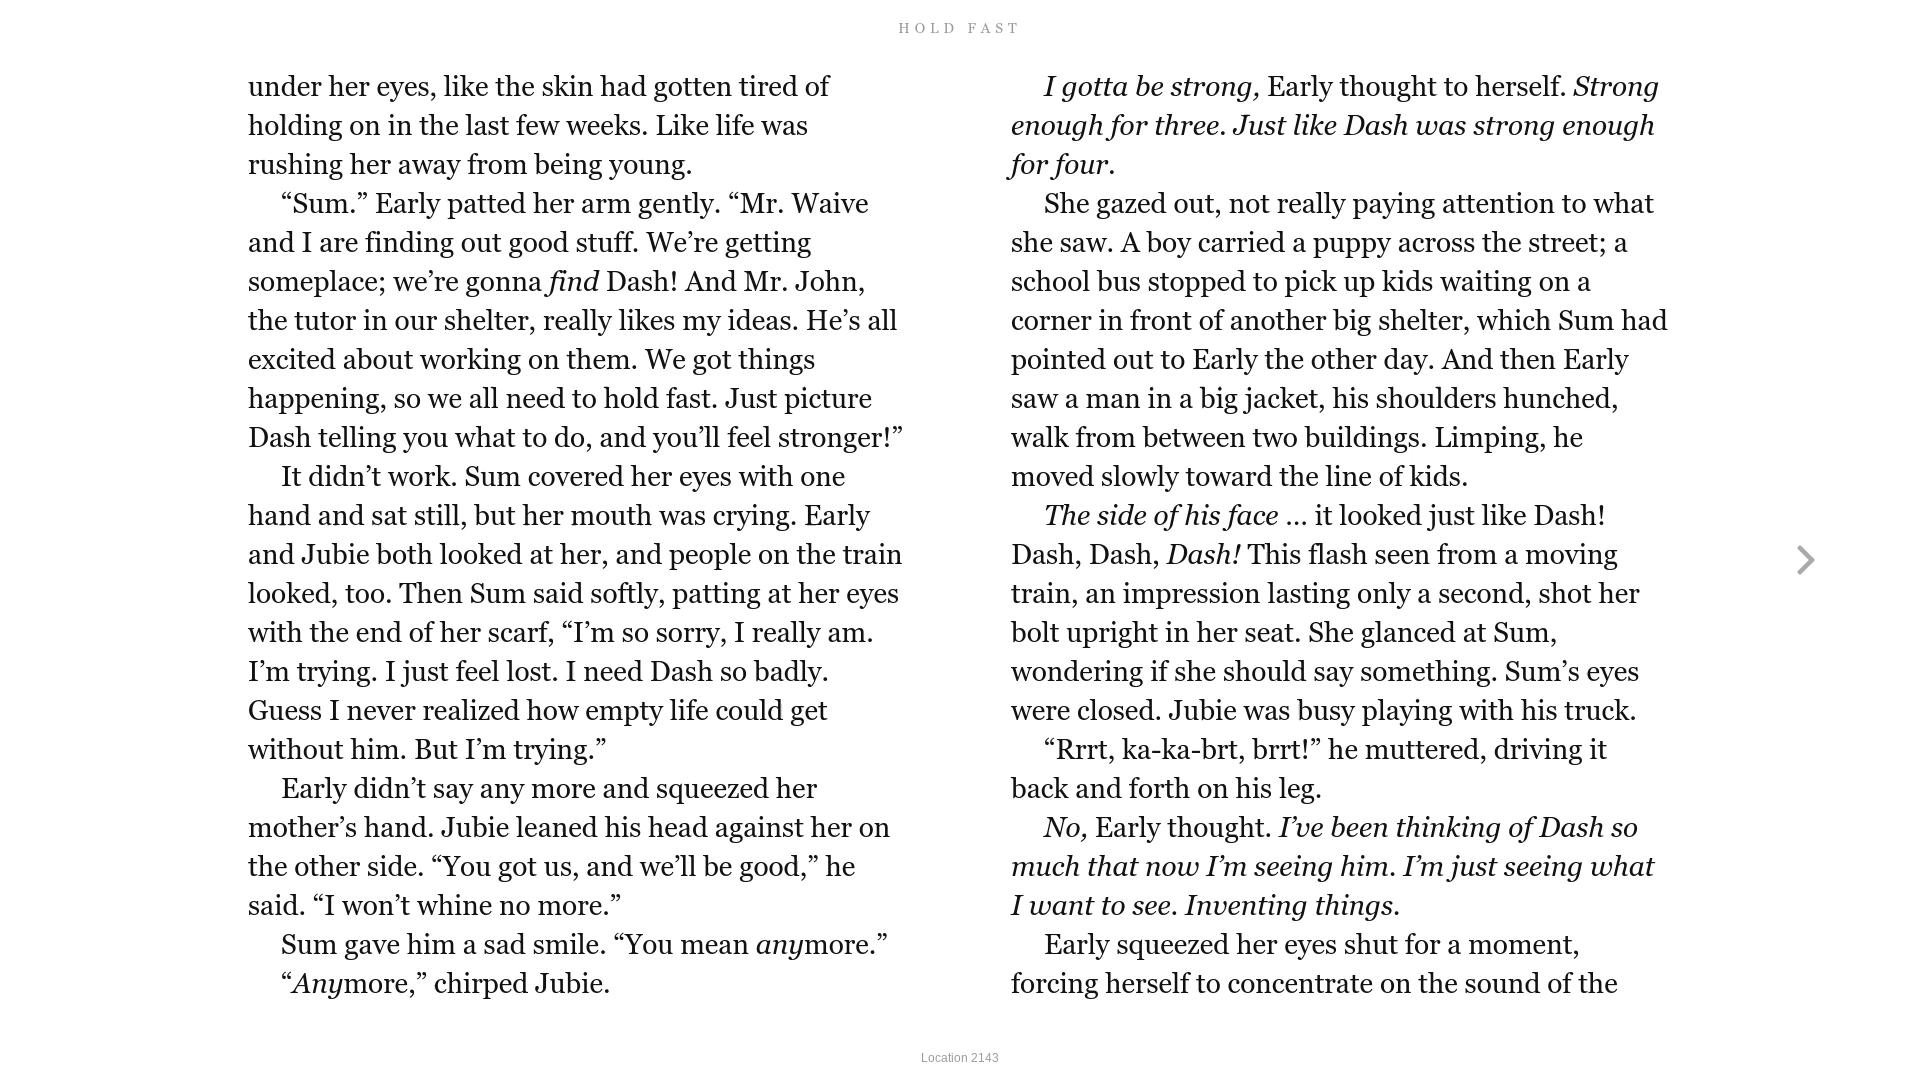 HOLD FAST
under her eyes, like the skin had gotten tired of
holding on in the last few weeks. Like life was
rushing her away from being young.
“Sum.” Early patted her arm gently. “Mr. Waive
and I are finding out good stuff. We’re getting
someplace; we’re gonna find Dash! And Mr. John,
the tutor in our shelter, really likes my ideas. He’s all
excited about working on them. We got things
happening, so we all need to hold fast. Just picture
Dash telling you what to do, and you’ll feel stronger!”
It didn’t work. Sum covered her eyes with one
hand and sat still, but her mouth was crying. Early
and Jubie both looked at her, and people on the train
looked, too. Then Sum said softly, patting at her eyes
with the end of her scarf, “I’m so sorry, I really am.
I’m trying. I just feel lost. I need Dash so badly.
Guess I never realized how empty life could get
without him. But I’m trying.”
Early didn’t say any more and squeezed her
mother’s hand. Jubie leaned his head against her on
the other side. “You got us, and we’ll be good,” he
said. “I won’t whine no more.”
Sum gave him a sad smile. “You mean anymore.”
“Anymore,” chirped Jubie.
I gotta be strong, Early thought to herself. Strong
enough for three. Just like Dash was strong enough
for four.
She gazed out, not really paying attention to what
she saw. A boy carried a puppy across the street; a
school bus stopped to pick up kids waiting on a
corner in front of another big shelter, which Sum had
pointed out to Early the other day. And then Early
saw a man in a big jacket, his shoulders hunched,
walk from between two buildings. Limping, he
moved slowly toward the line of kids.
The side of his face ... it looked just like Dash!
Dash, Dash, Dash! This flash seen from a moving
train, an impression lasting only a second, shot her
bolt upright in her seat. She glanced at Sum,
wondering if she should say something. Sum’s eyes
were closed. Jubie was busy playing with his truck.
“Rrrt, ka-ka-brt, brrt!” he muttered, driving it
back and forth on his leg.
No, Early thought. I’ve been thinking of Dash so
much that now I’m seeing him. I’m just seeing what
I want to see. Inventing things.
Early squeezed her eyes shut for a moment,
forcing herself to concentrate on the sound of the
Location 2143